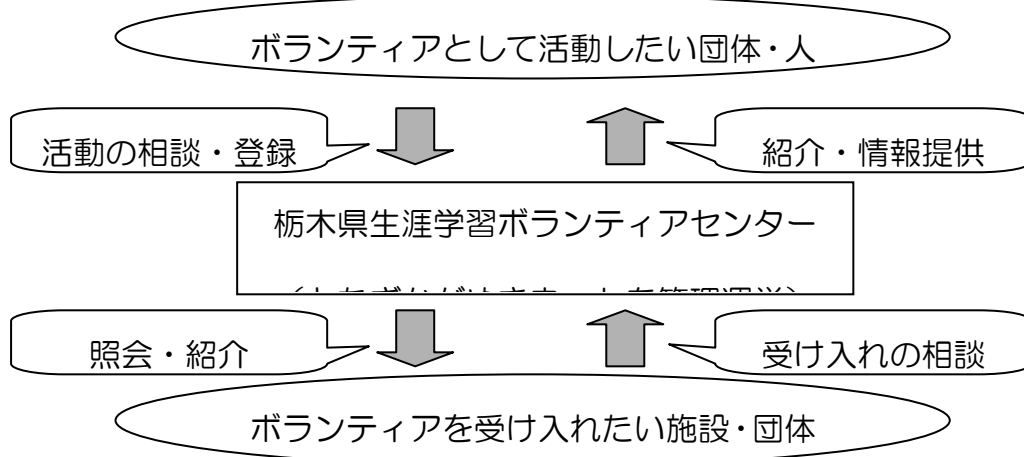 ボランティアとして活動したい団体・人
活動の相談・登録
紹介・情報提供
栃木県生涯学習ボランティアセンター
照会・紹介
受け入れの相談
ボランティアを受け入れたい施設・団体